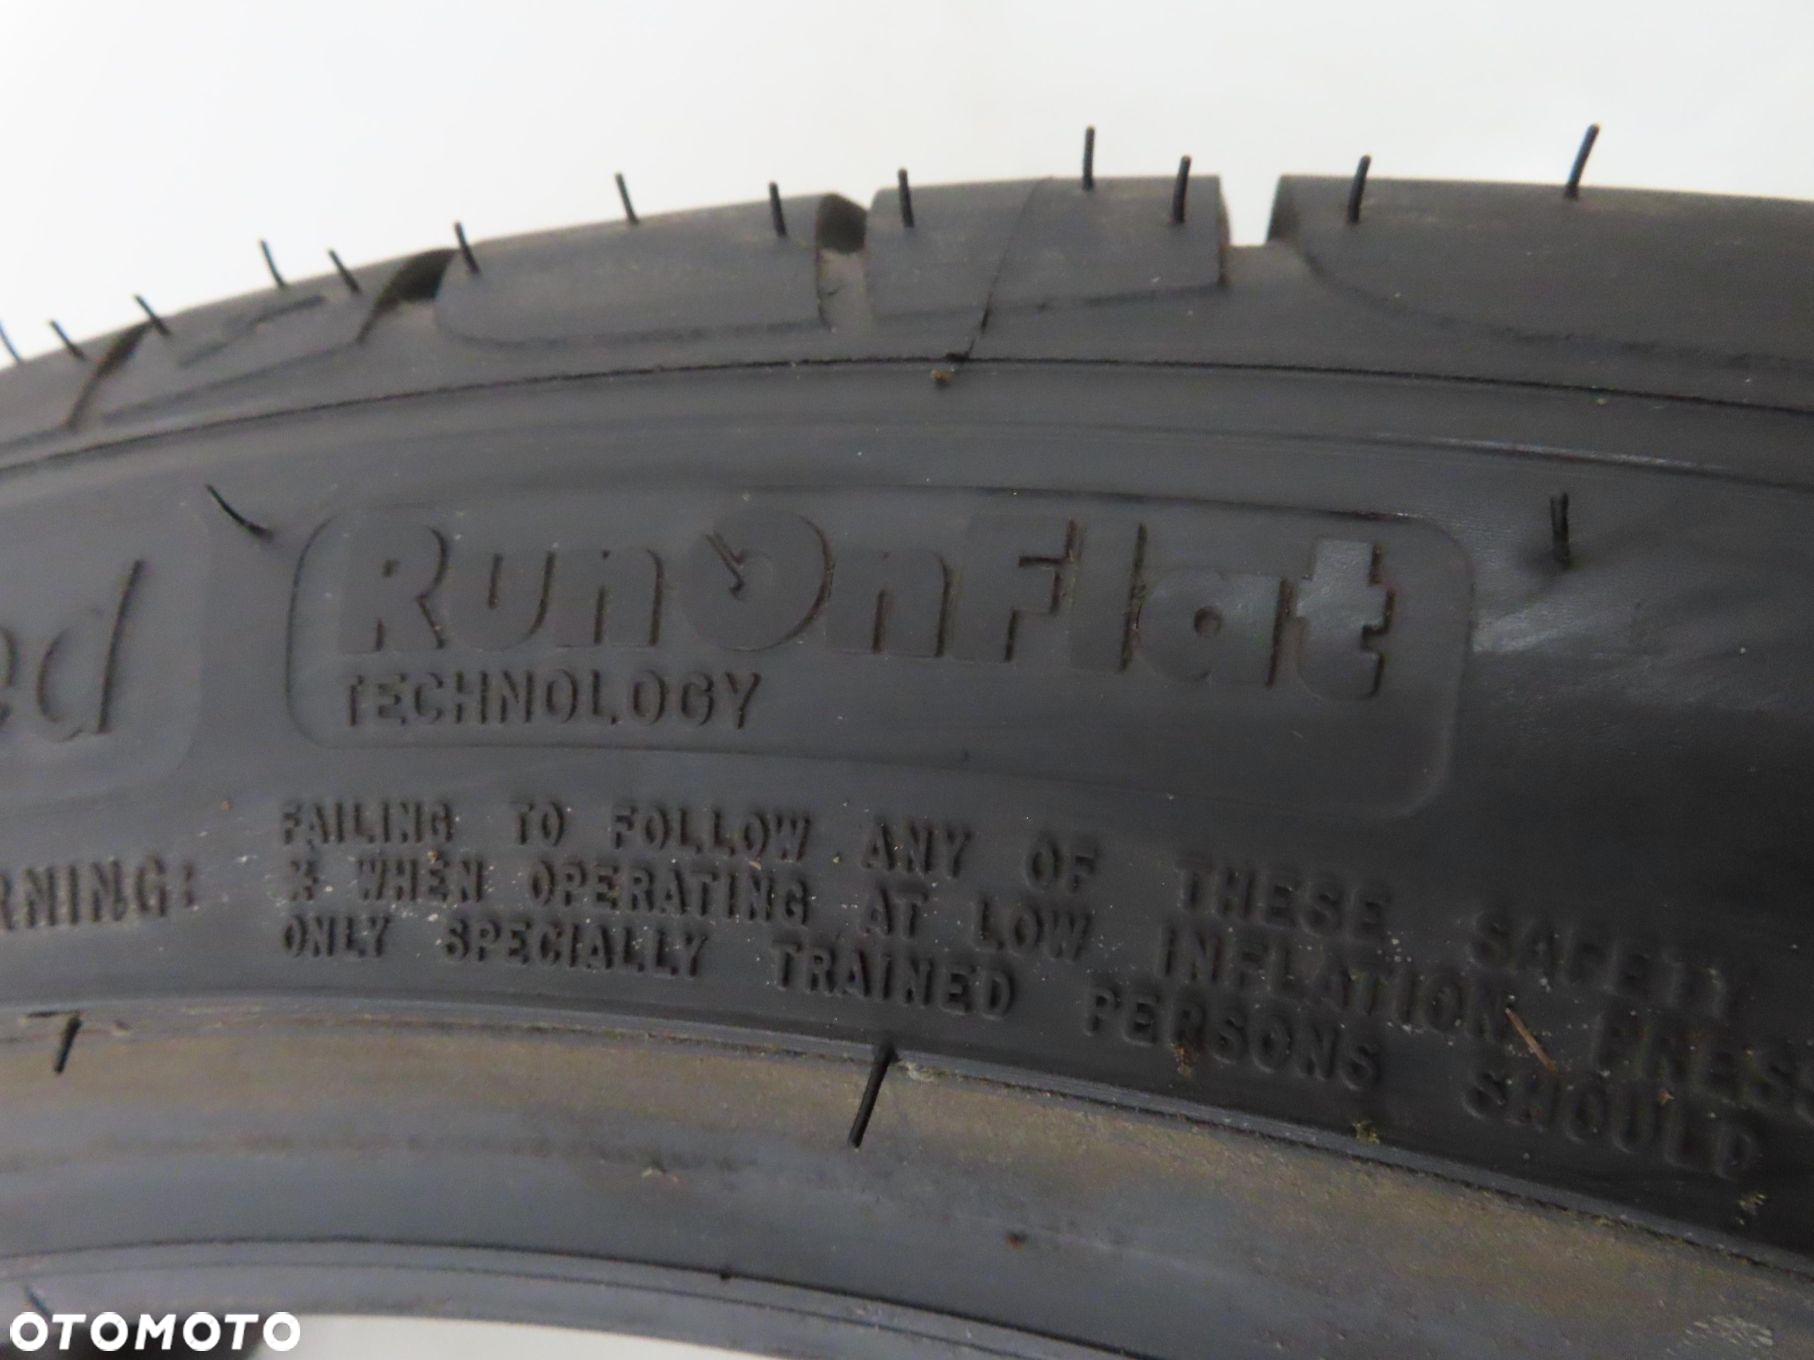 RunOnFlat
TECHNOLOGY
FAILING TO FOLLOW ANY OF THESE SAFETY
WHEN OPERATING AT LOW INFLATION
ONLY SPECIALLY TRAINED PERSONS SHOULD
OTOMOTO